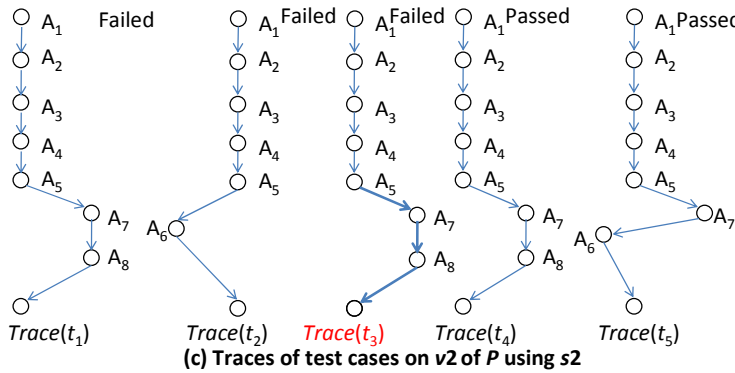 Failed Failed Failed Passed Passed
A1 A1 A1 A1 A1
A2 A2 A2 A2 A2
A3 A3 A3 A3 A3
A4 A4 A4 A4 A4
A5 A5 A5 A5 A5
A7 A6 A7 A7 A7
A8 A8 A8 A6
Trace(t1) Trace(t2) Trace(t3) Trace(t4) Trace(t5)
(c) Traces of test cases on v2 of P using s2